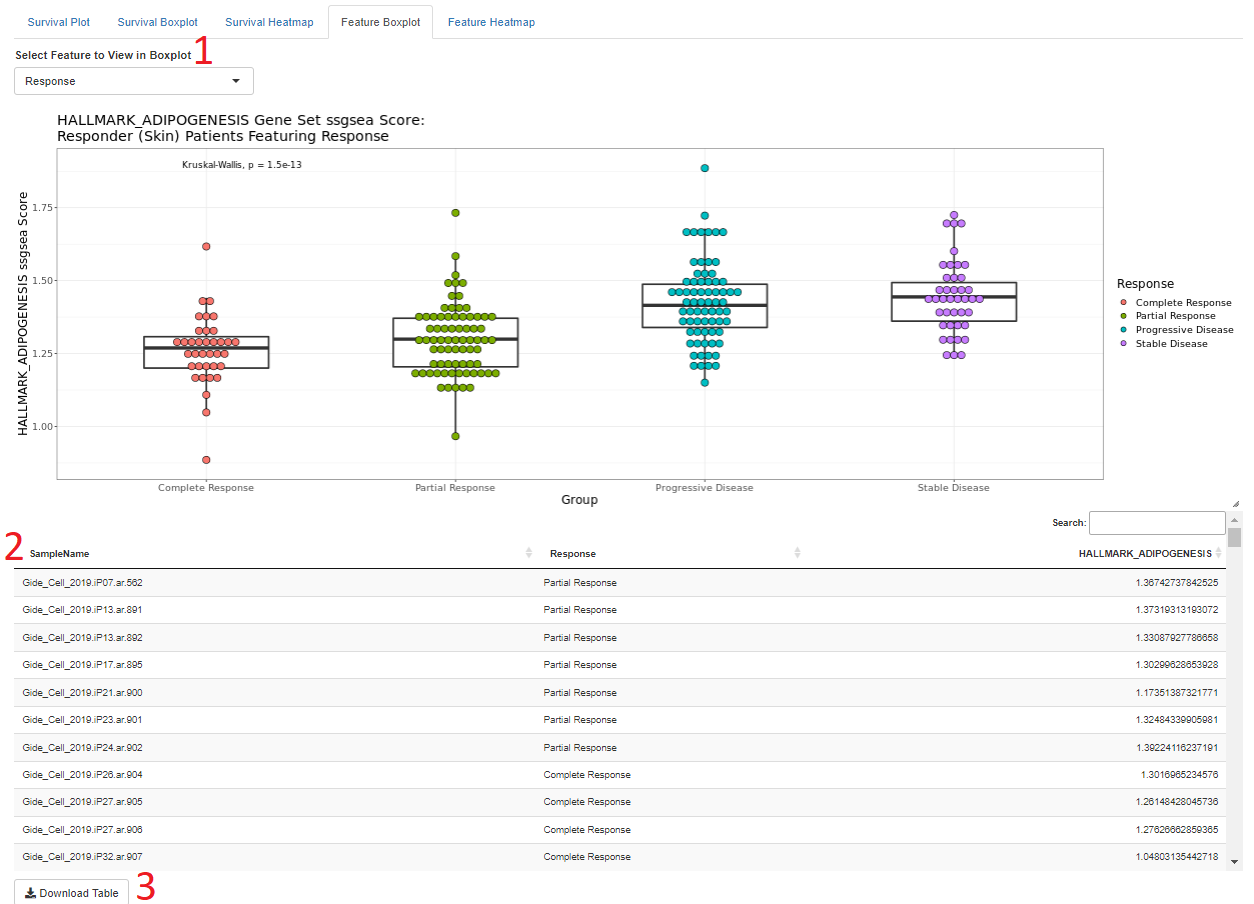 Survival Plot Survival Boxplot Survival Heatmap Feature Boxplot Feature Heatmap
Select Feature to View in Boxplot 1
Response
HALLMARK_ADIPOGENESIS Gene Set ssgsea Score:
Responder (Skin) Patients Featuring Response
Kruskal-Wallis, p = 1.5e-13
HALLMARK_ADIPOGENESIS ssgsea Score
1.75
1.50
1.25
1.00
Complete Response Partial Response Progressive Disease Stable Disease
Group
Response
Complete Response
Partial Response
Progressive Disease
Stable Disease
Search:
2 SampleName Response HALLMARK_ADIPOGENESIS
Gide_Cell_2019.iP07.ar.562 Partial Response 1.36742737842525
Gide_Cell_2019.iP13.ar.891 Partial Response 1.37319313193072
Gide_Cell_2019.iP13.ar.892 Partial Response 1.33087927786658
Gide_Cell_2019.iP17.ar.895 Partial Response 1.30299628653928
Gide_Cell_2019.iP21.ar.900 Partial Response 1.17351387321771
Gide_Cell_2019.iP23.ar.901 Partial Response 1.32484339905981
Gide_Cell_2019.iP24.ar.902 Partial Response 1.39224116237191
Gide_Cell_2019.iP26.ar.904 Complete Response 1.3016965234576
Gide_Cell_2019.iP27.ar.905 Complete Response 1.26148428045736
Gide_Cell_2019.iP27.ar.906 Complete Response 1.27626662859365
Gide_Cell_2019.iP32.ar.907 Complete Response 1.04803135442718
Download Table 3